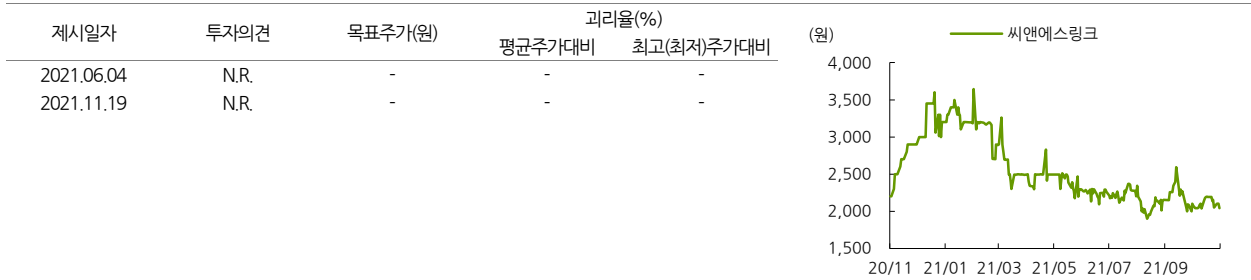 제시일자 투자의견 목표주가(원) 괴리율(%)
평균주가대비 최고(최저)주가대비
2021.06.04 N.R. - - -
2021.11.19 N.R. - - -
(원) 씨앤에스링크
4,000
3,500
3,000
2,500
2,000
1,500
20/11 21/01 21/03 21/05 21/07 21/09